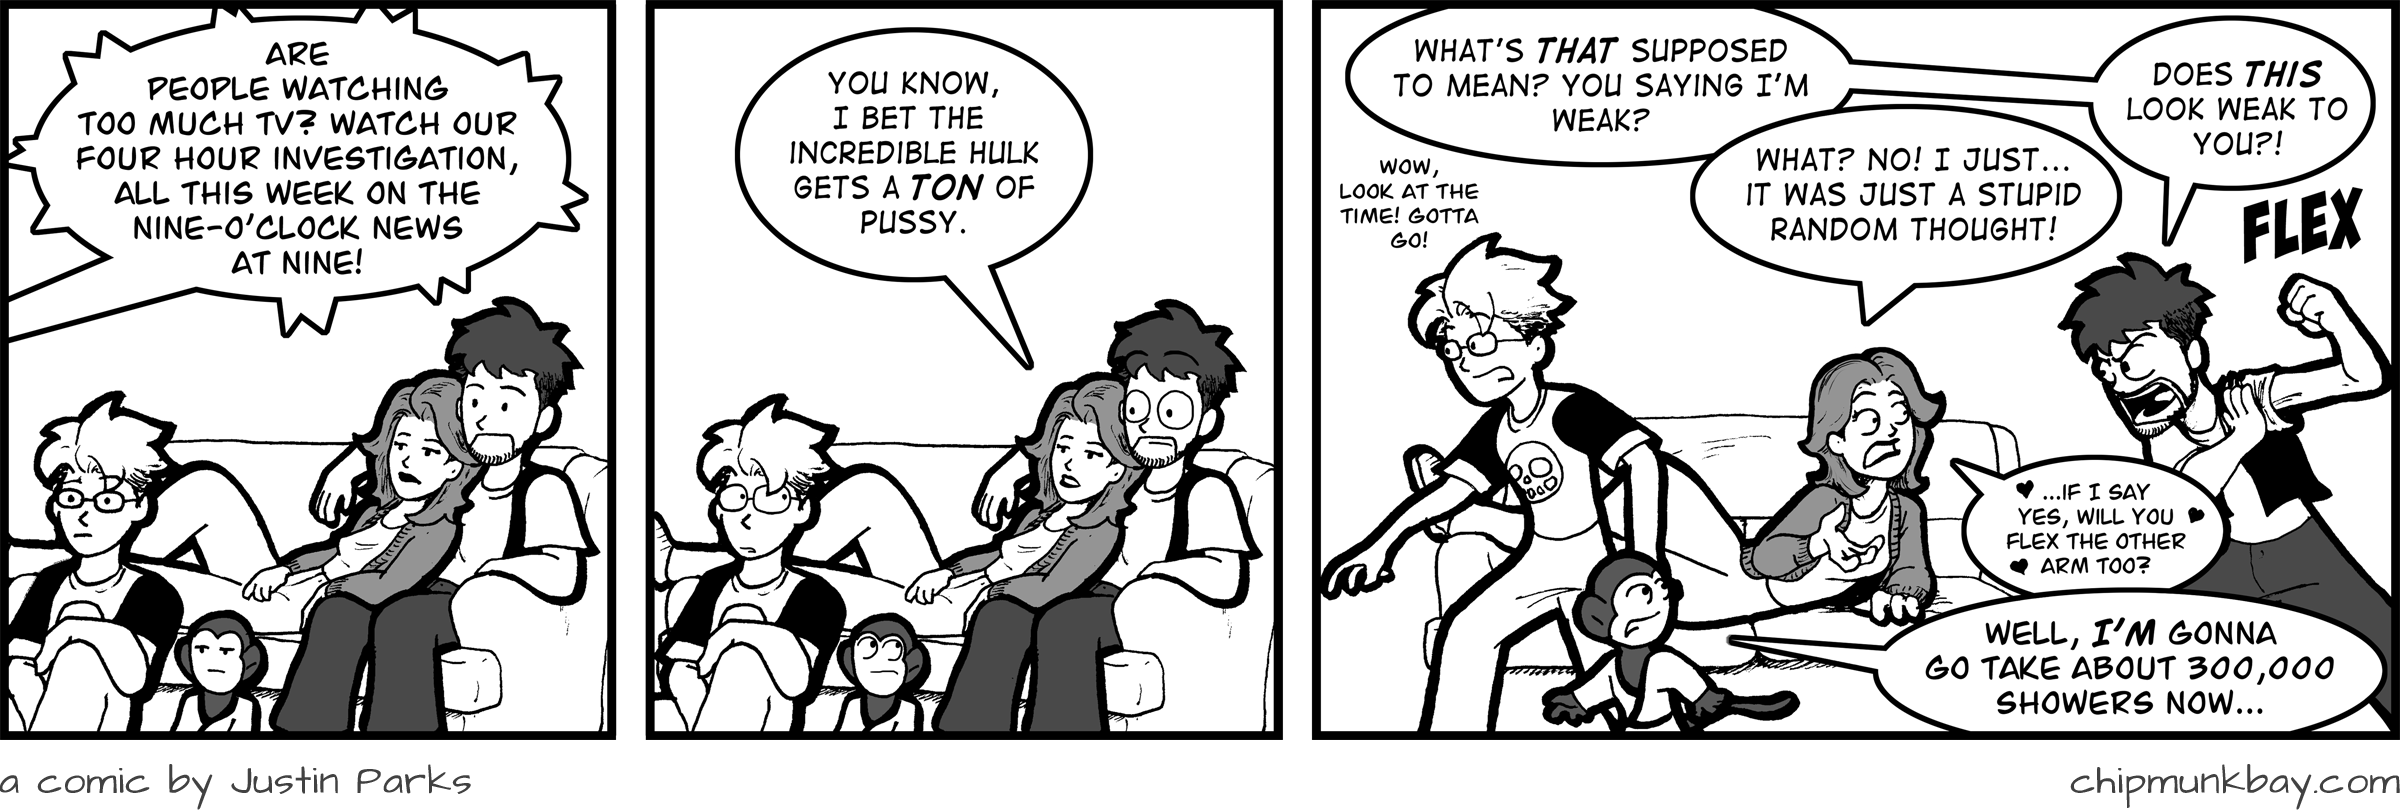 ARE
PEOPLE WATCHING
TOO MUCH TV? WATCH OUR
FOUR HOUR INVESTIGATION,
ALL THIS WEEK ON THE
NINE-O'CLOCK NEWS
AT NINE!
YOU KNOW,
I BET THE
INCREDIBLE HULK
GETS A TON OF
PUSSY.
WHAT'S THAT SUPPOSED
TO MEAN? YOU SAYING I'M
WEAK?
DOES THIS
LOOK WEAK TO
YOU?!
FLEX
WHAT? NO! I JUST...
IT WAS JUST A STUPID
RANDOM THOUGHT!
WOW,
LOOK AT THE
TIME! GOTTA
GO!
...IF I SAY
YES, WILL YOU
FLEX THE OTHER
ARM TOO?
WELL, I'M GONNA
GO TAKE ABOUT 300,000
SHOWERS NOW...
a comic by Justin Parks
chipmunkbay.com